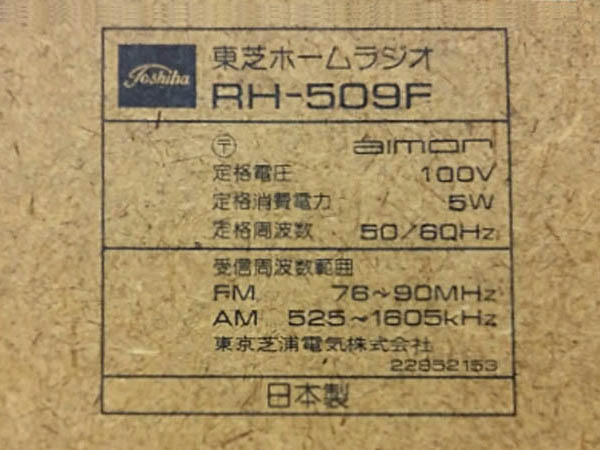 Toshiba 東芝ホームラジオ
RH-509F
〒 aimor
定格電圧 100V
定格消費電力 5W
定格周波数 50/60Hz
受信周波数範囲
FM 76~90MHz
AM 525~1605kHz
東京芝浦電気株式会社
22852153
日本製